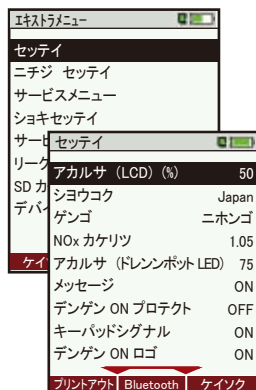 エキストラメニュー
セッテイ
ニチジ セッテイ
サービスメニュー
ショキセッテイ
サービ
リーク
SD カ
デバイ
ケイ
セッテイ
アカルサ (LCD) (%) 50
ショウコク Japan
ゲンゴ ニホンゴ
NOx カケリツ 1.05
アカルサ (ドレンンポット LED) 75
メッセージ ON
デンゲン ON プロテクト OFF
キーパッドシグナル ON
デンゲン ON ロゴ ON
プリントアウト Bluetooth ケイソク